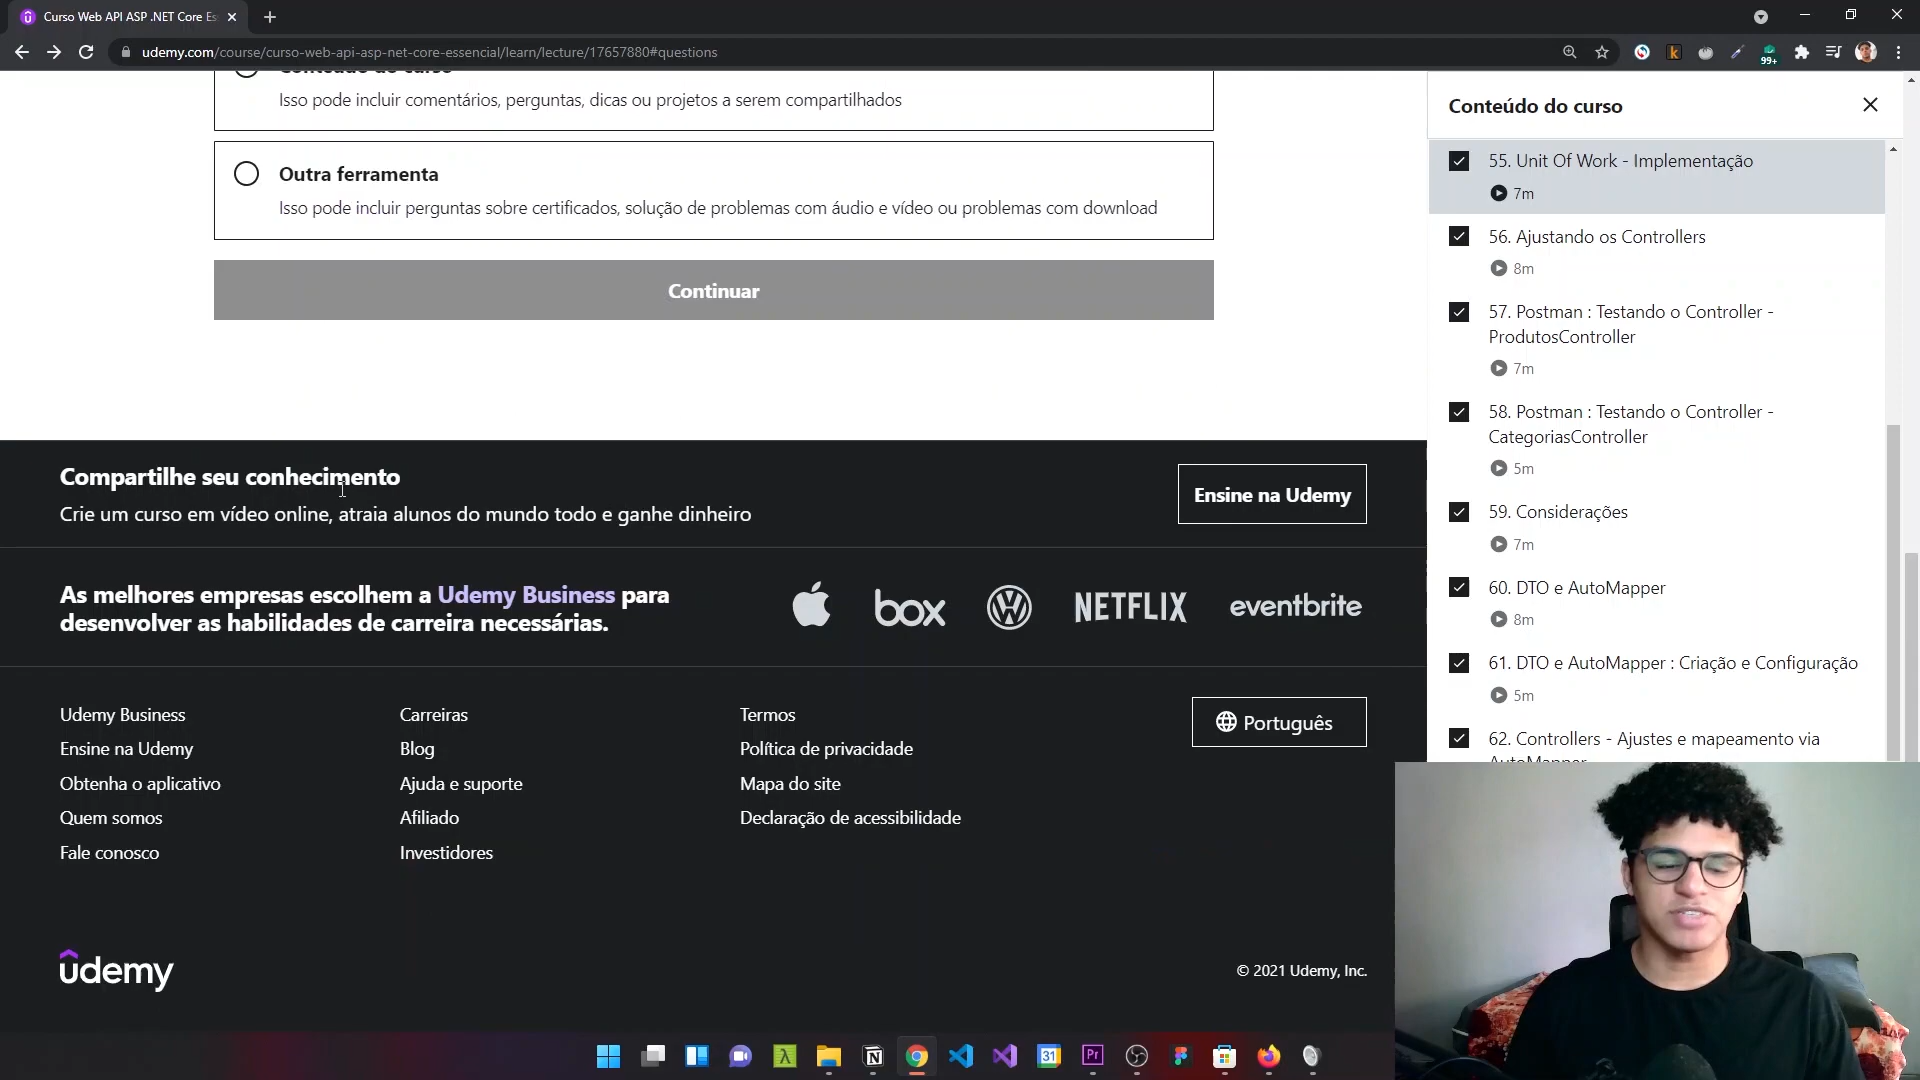 Curso Web API ASP .NET Core Es
udemy.com/course/curso-web-api-asp-net-core-essencial/learn/lecture/17657880#questions
99+
Conteúdo do curso
Isso pode incluir comentários, perguntas, dicas ou projetos a serem compartilhados
Outra ferramenta
Isso pode incluir perguntas sobre certificados, solução de problemas com áudio e vídeo ou problemas com download
Continuar
Compartilhe seu conhecimento
Crie um curso em vídeo online, atraia alunos do mundo todo e ganhe dinheiro
Ensine na Udemy
As melhores empresas escolhem a Udemy Business para
desenvolver as habilidades de carreira necessárias.
box
NETFLIX
eventbrite
Udemy Business
Ensine na Udemy
Obtenha o aplicativo
Quem somos
Fale conosco
Carreiras
Blog
Ajuda e suporte
Afiliado
Investidores
Termos
Política de privacidade
Mapa do site
Declaração de acessibilidade
Português
udemy
© 2021 Udemy, Inc.
Conteúdo do curso
55. Unit Of Work - Implementação
7m
56. Ajustando os Controllers
8m
57. Postman : Testando o Controller -
ProdutosController
7m
58. Postman : Testando o Controller -
CategoriasController
5m
59. Considerações
7m
60. DTO e AutoMapper
8m
61. DTO e AutoMapper : Criação e Configuração
5m
62. Controllers - Ajustes e mapeamento via
AutoMapper
31
Pr